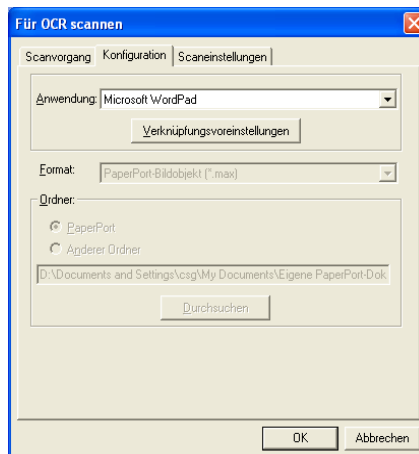 Für OCR scannen
Scanvorgang Konfiguration Scaneinstellungen
Anwendung: Microsoft WordPad
Verknüpfungsvoreinstellungen
Format: PaperPort-Bildobjekt (*.max)
Ordner:
PaperPort
Anderer Ordner
D:\Documents and Settings\csg\My Documents\Eigene PaperPort-Dok
Durchsuchen
OK Abbrechen